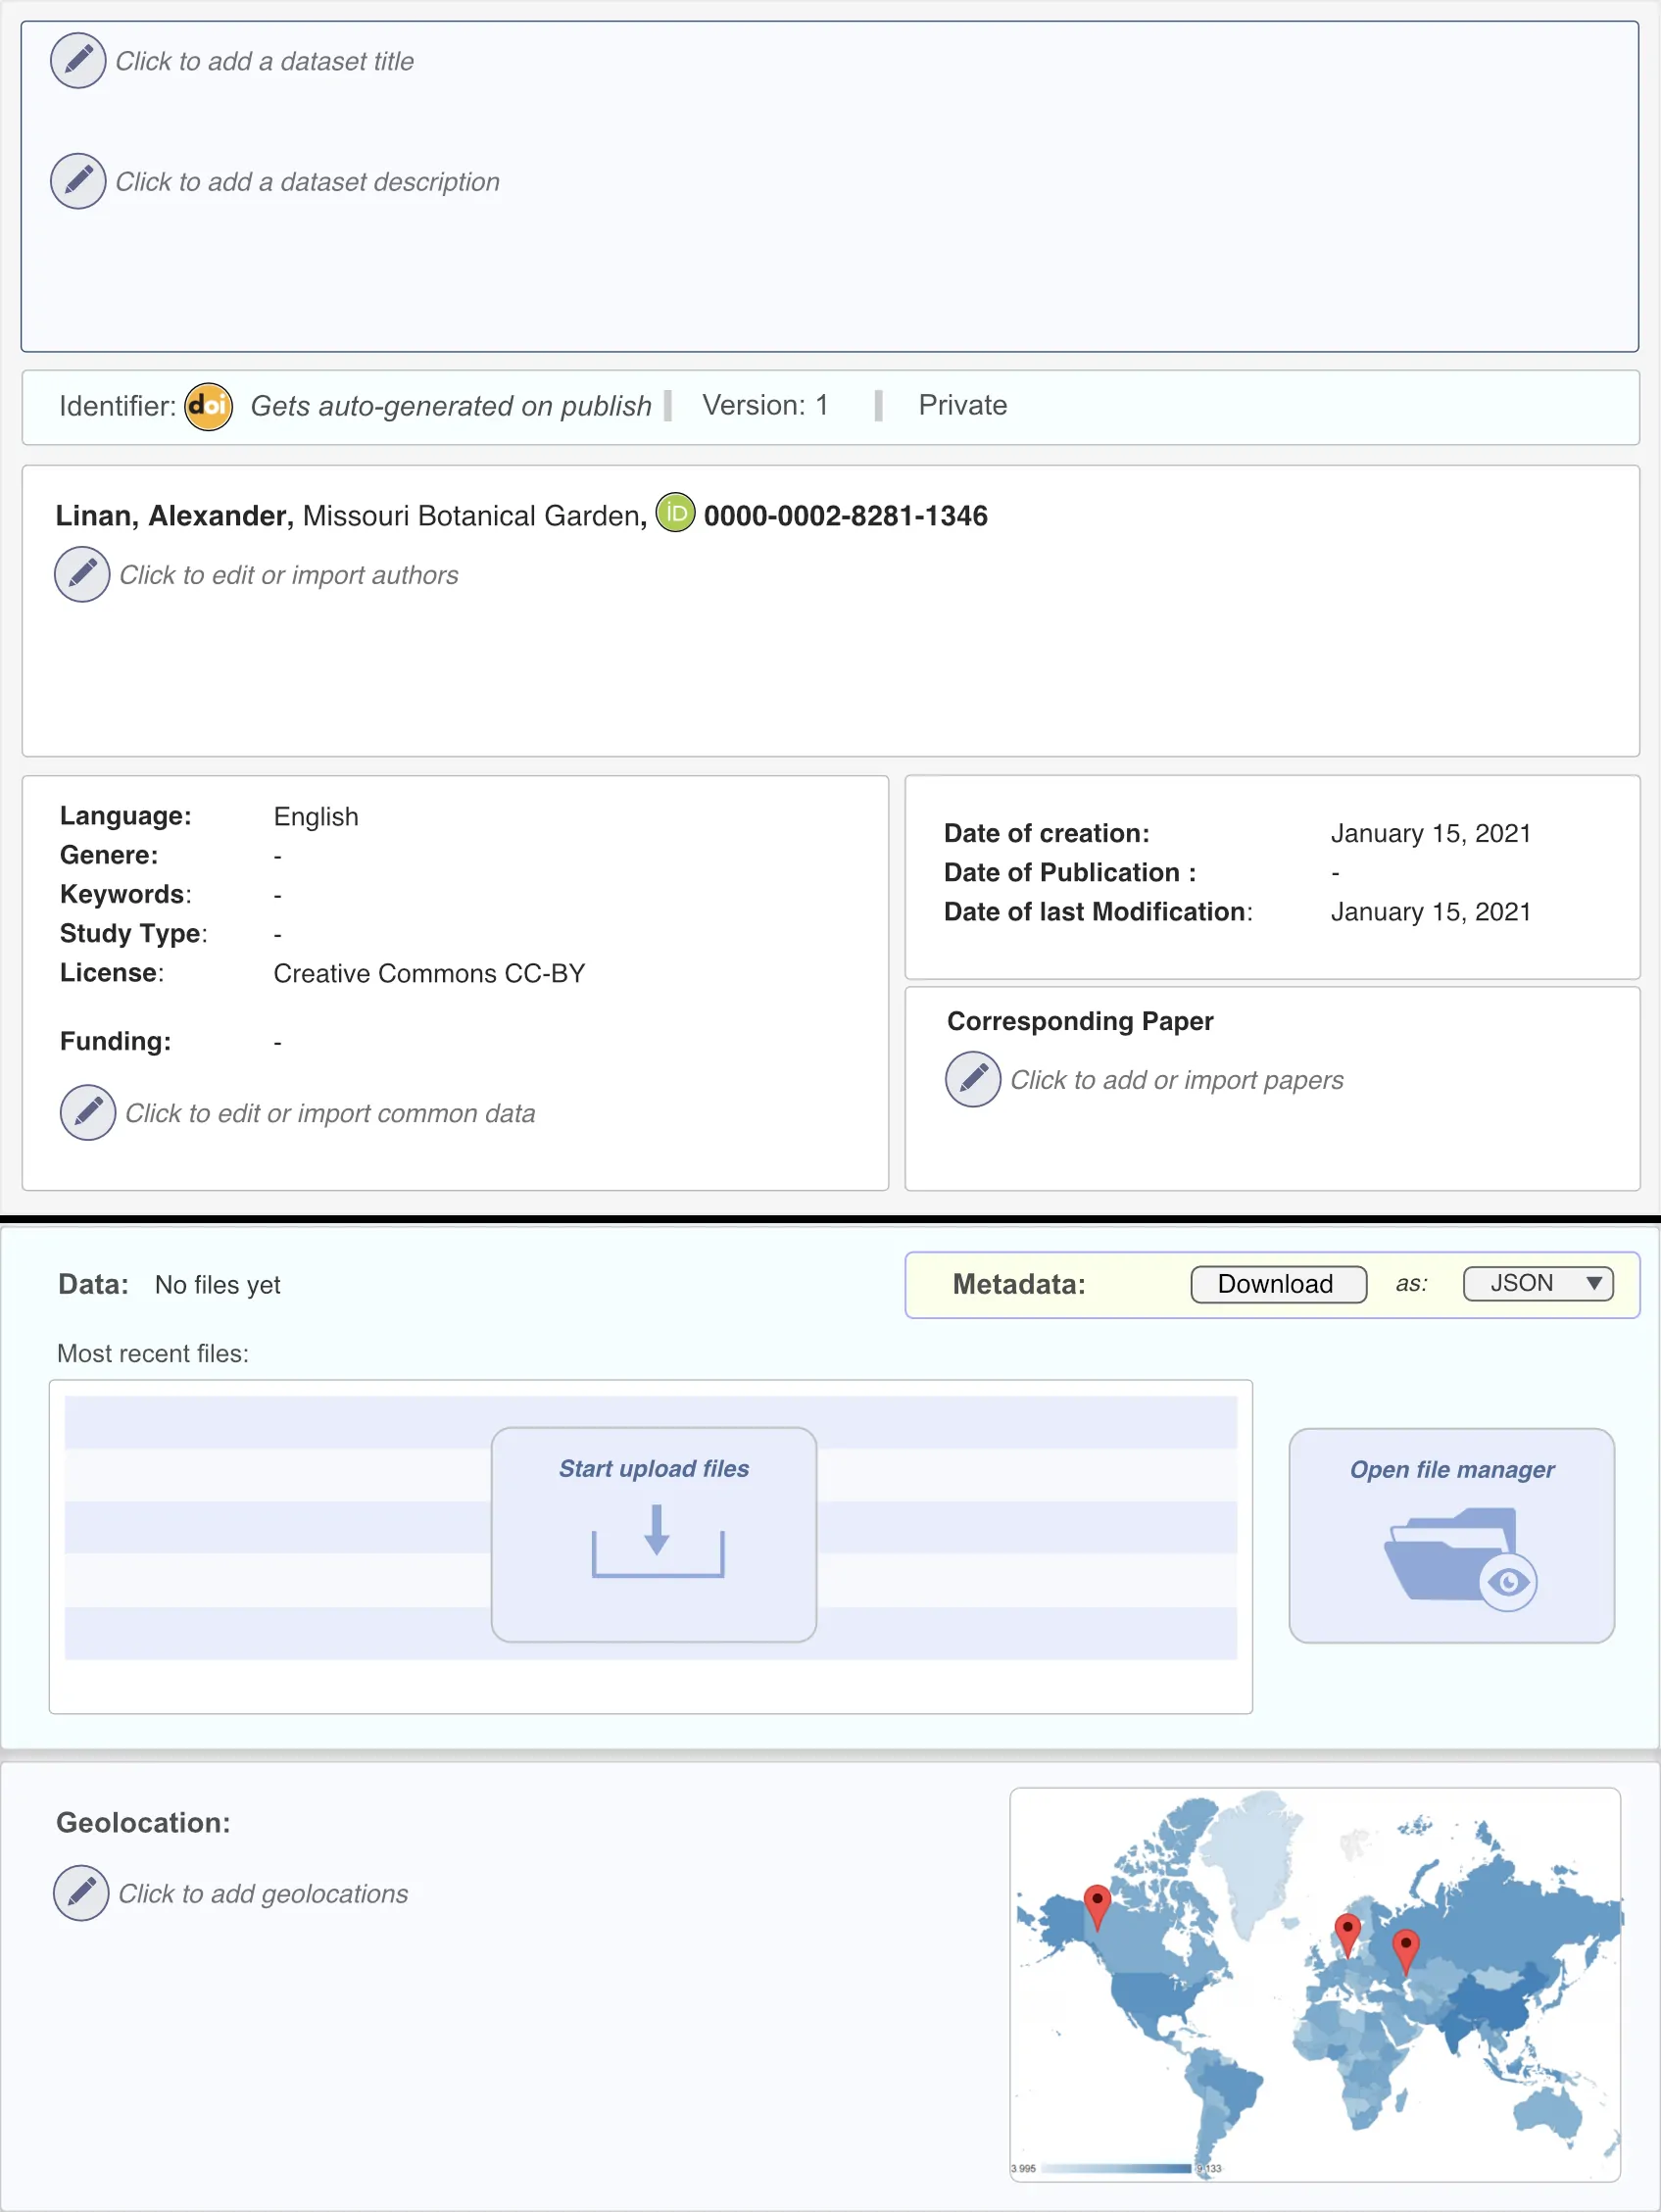 Click to add a dataset title
Click to add a dataset description
Identifier: doi Gets auto-generated on publish Version: 1 Private
Linan, Alexander, Missouri Botanical Garden, iD 0000-0002-8281-1346
Click to edit or import authors
Language: English
Genere: -
Keywords: -
Study Type: -
License: Creative Commons CC-BY
Funding: -
Click to edit or import common data
Date of creation: January 15, 2021
Date of Publication : -
Date of last Modification: January 15, 2021
Corresponding Paper
Click to add or import papers
Data: No files yet
Metadata: Download as: JSON
Most recent files:
Start upload files
Open file manager
Geolocation:
Click to add geolocations
3.995